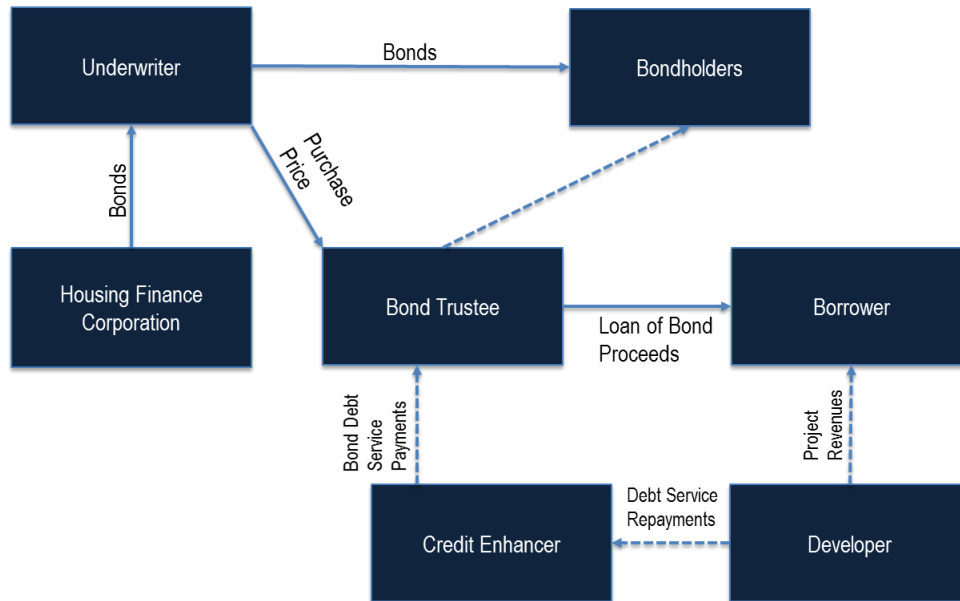 Underwriter
Bonds
Bondholders
Bonds
Purchase
Price
Housing Finance
Corporation
Bond Trustee
Loan of Bond
Proceeds
Borrower
Bond Debt
Service
Payments
Project
Revenues
Credit Enhancer
Debt Service
Repayments
Developer